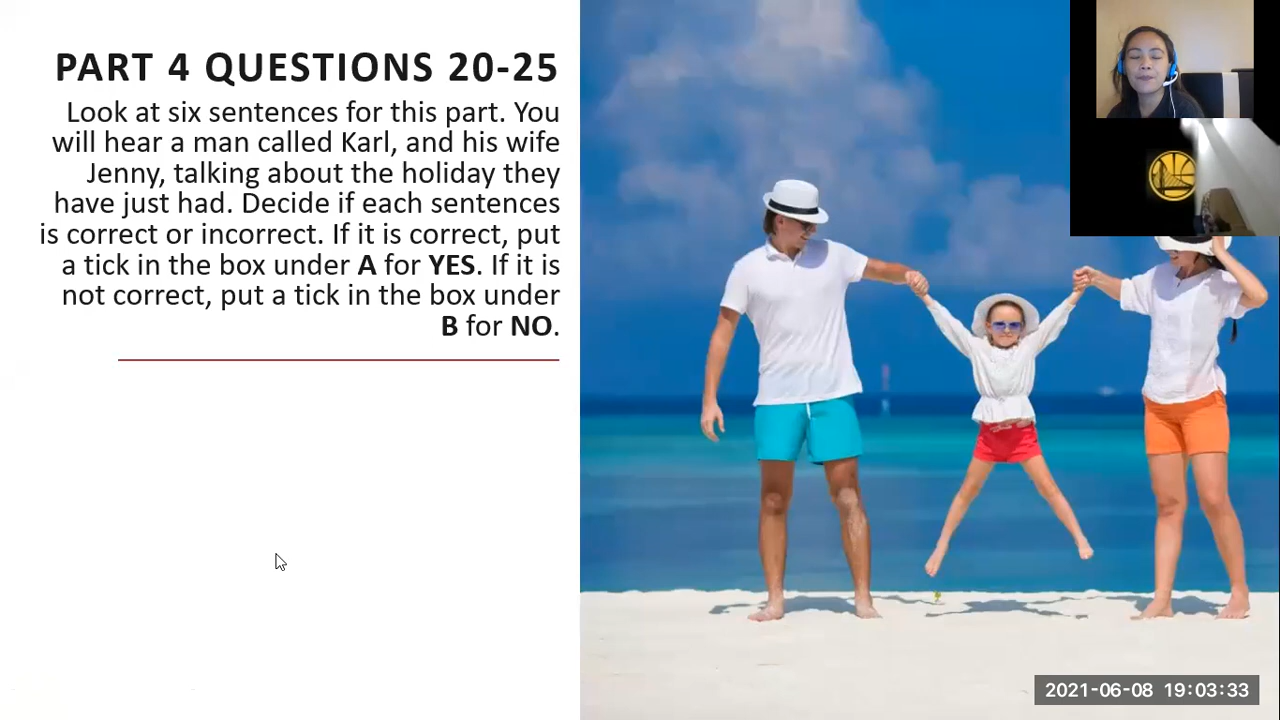 PART 4 QUESTIONS 20-25
Look at six sentences for this part. You
will hear a man called Karl, and his wife
Jenny, talking about the holiday they
have just had. Decide if each sentences
is correct or incorrect. If it is correct, put
a tick in the box under A for YES. If it is
not correct, put a tick in the box under
B for NO.
2021-06-08 19:03:33